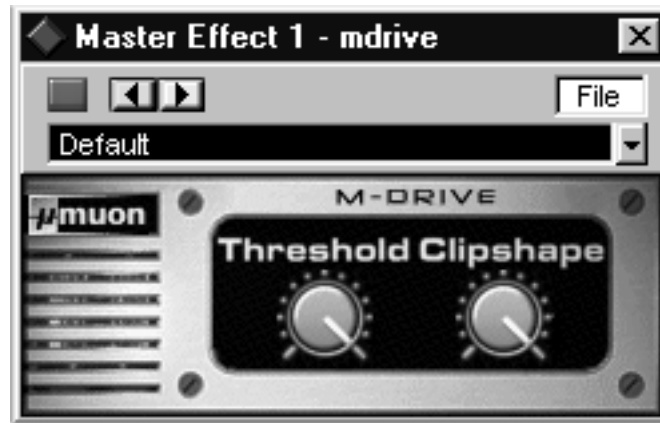 Master Effect 1 - mdrive
File
Default
µmuon
M-DRIVE
Threshold Clipshape